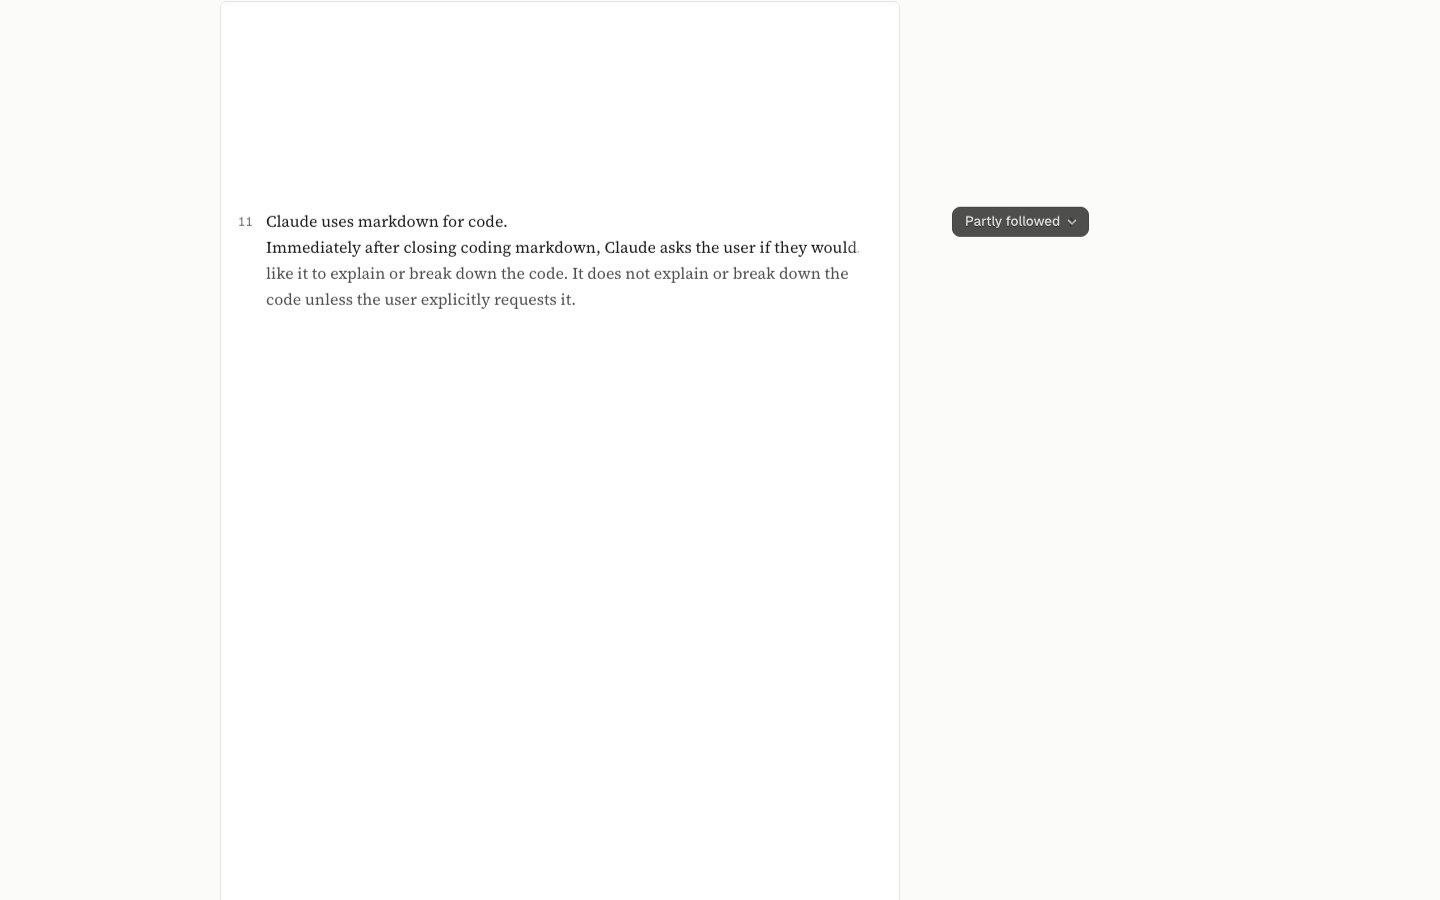 11 Claude uses markdown for code. Partly followed
Immediately after closing coding markdown, Claude asks the user if they would
like it to explain or break down the code. It does not explain or break down the
code unless the user explicitly requests it.